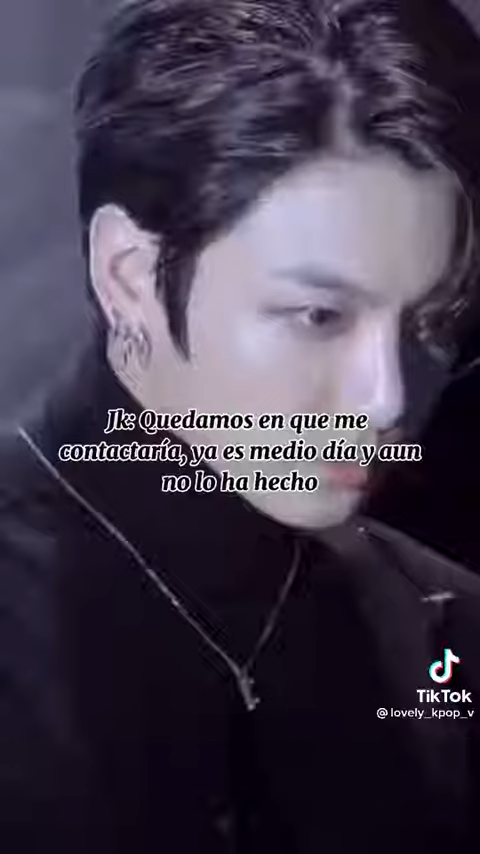 Jk: Quedamos en que me
contactaría, ya es medio día y aun
no lo ha hecho
TikTok
@lovely_kpop_v